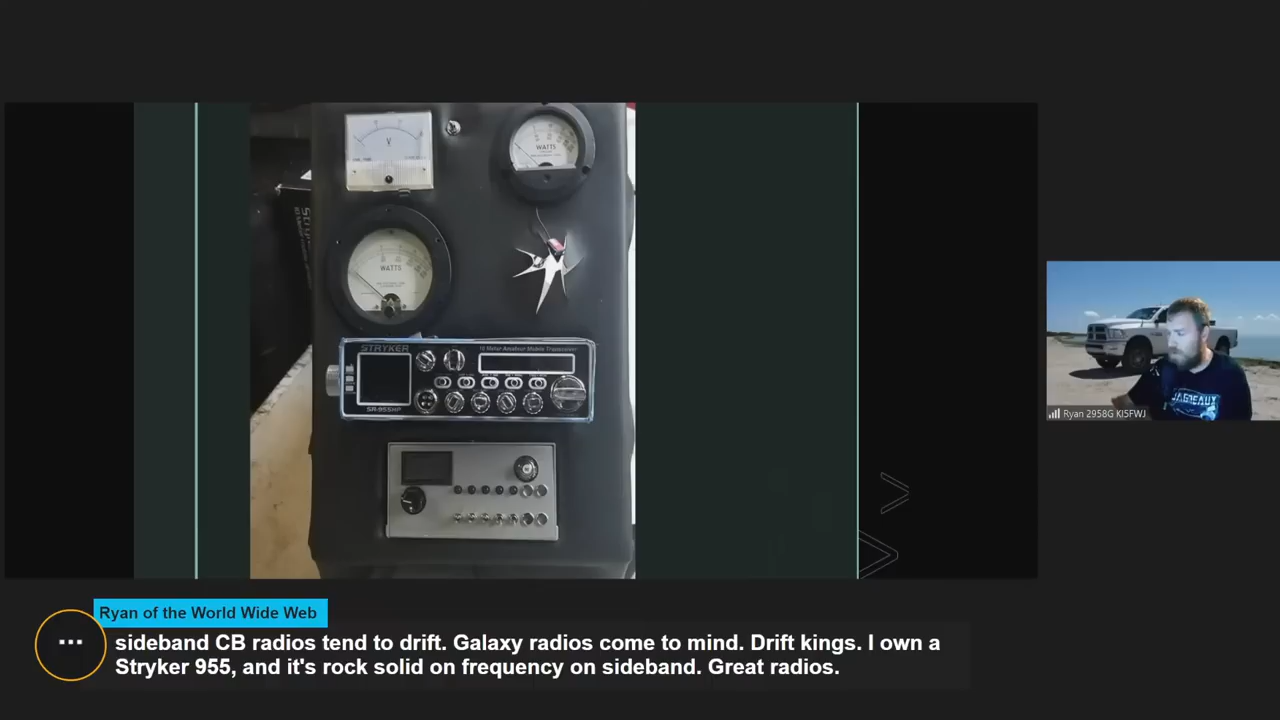 V
WATTS
WATTS
STRYKER
10 Meter Amateur Mobile Transceiver
SR-955HP
Ryan 2958G KI5FWJ
Ryan of the World Wide Web
sideband CB radios tend to drift. Galaxy radios come to mind. Drift kings. I own a
Stryker 955, and it's rock solid on frequency on sideband. Great radios.